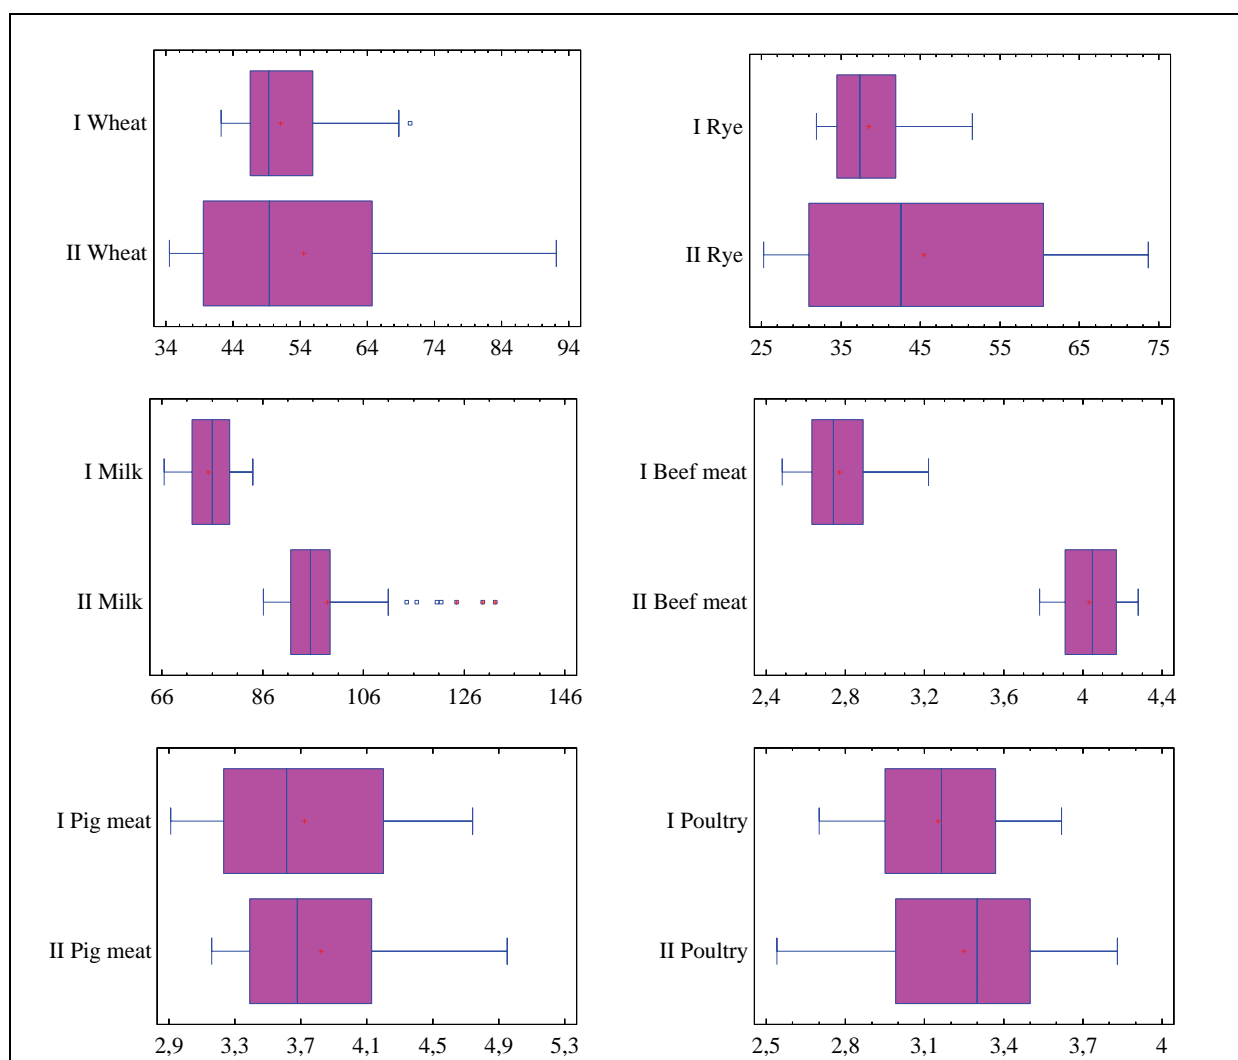 I Wheat
II Wheat
34 44 54 64 74 84 94
I Rye
II Rye
25 35 45 55 65 75
I Milk
II Milk
66 86 106 126 146
I Beef meat
II Beef meat
2,4 2,8 3,2 3,6 4 4,4
I Pig meat
II Pig meat
2,9 3,3 3,7 4,1 4,5 4,9 5,3
I Poultry
II Poultry
2,5 2,8 3,1 3,4 3,7 4